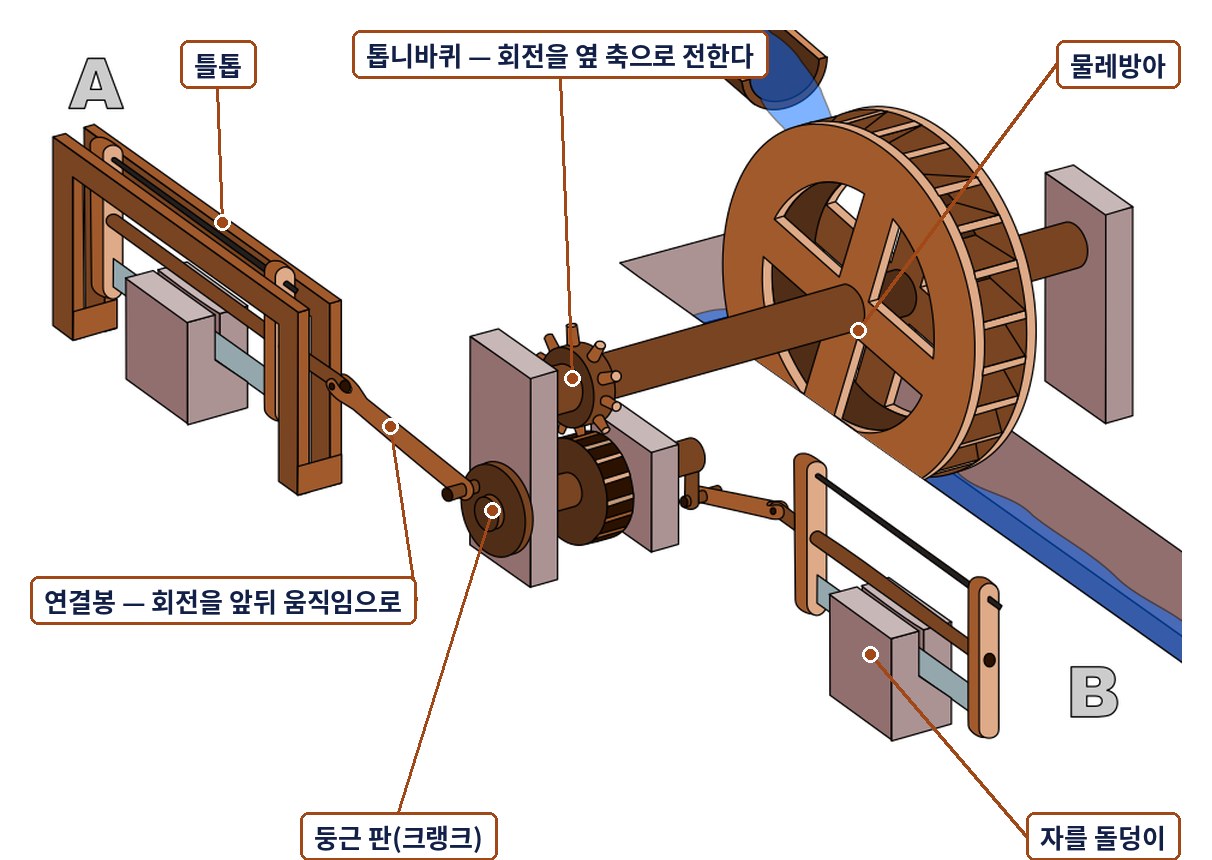 A
틀톱
톱니바퀴 — 회전을 옆 축으로 전한다
물레방아
연결봉 — 회전을 앞뒤 움직임으로
B
둥근 판(크랭크)
자를 돌덩이